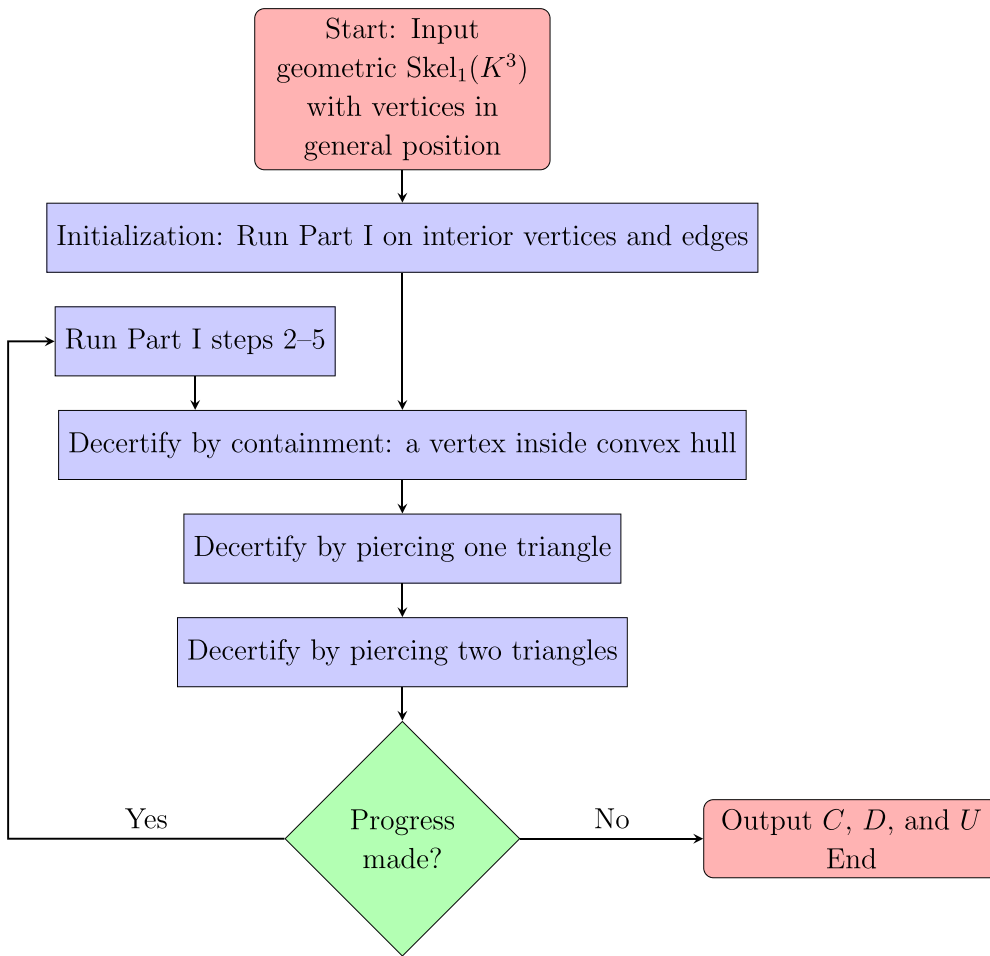 Start: Input
geometric Skel₁(K³)
with vertices in
general position
Initialization: Run Part I on interior vertices and edges
Run Part I steps 2–5
Decertify by containment: a vertex inside convex hull
Decertify by piercing one triangle
Decertify by piercing two triangles
Progress
made?
Yes
No
Output C, D, and U
End